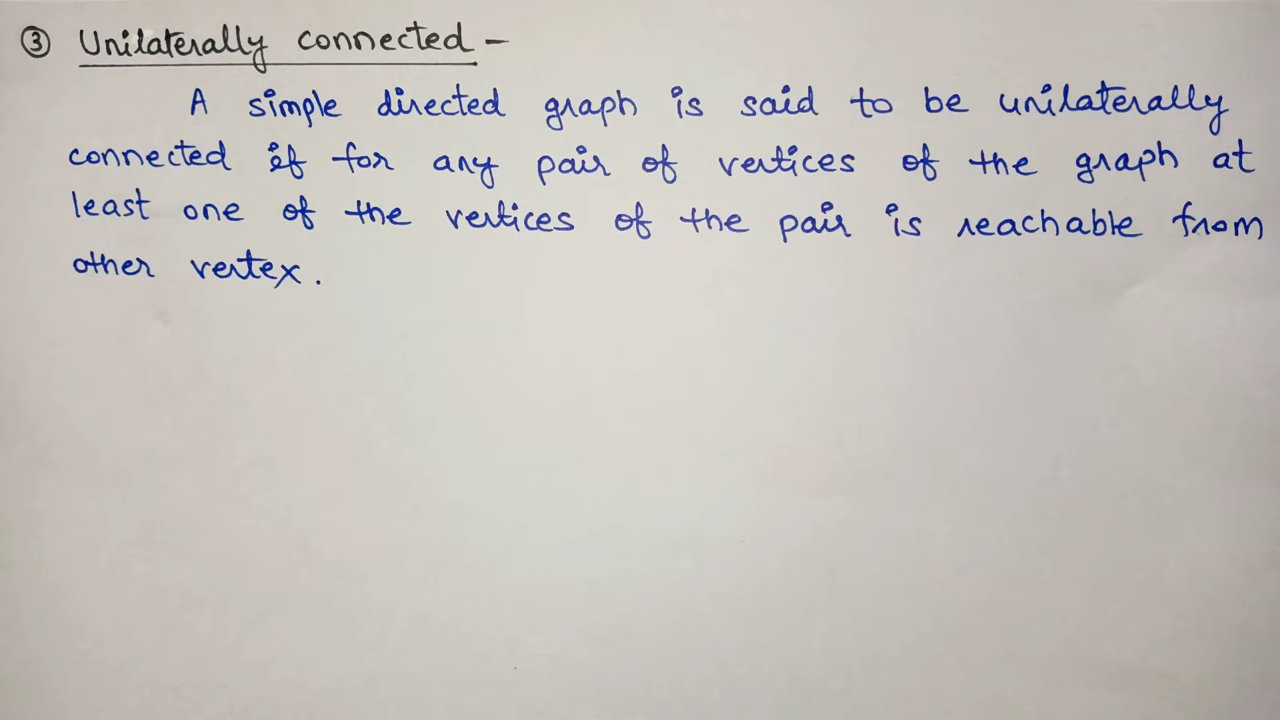 ③ Unilaterally connected -
A simple directed graph is said to be unilaterally
connected if for any pair of vertices of the graph at
least one of the vertices of the pair is reachable from
other vertex.